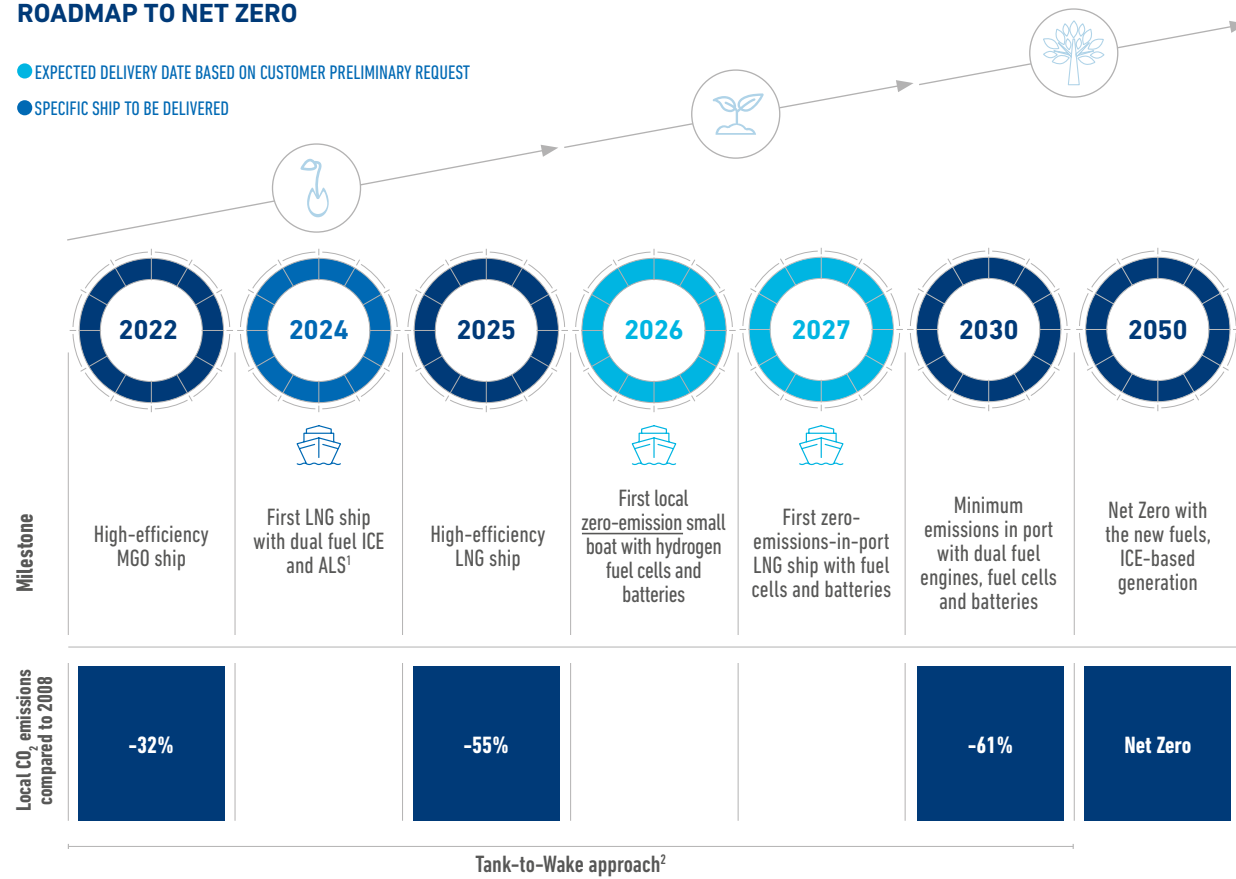 ROADMAP TO NET ZERO
EXPECTED DELIVERY DATE BASED ON CUSTOMER PRELIMINARY REQUEST
SPECIFIC SHIP TO BE DELIVERED
2022
2024
2025
2026
2027
2030
2050
Milestone
High-efficiency
MGO ship
First LNG ship
with dual fuel ICE
and ALS¹
High-efficiency
LNG ship
First local
zero-emission small
boat with hydrogen
fuel cells and
batteries
First zero-
emissions-in-port
LNG ship with fuel
cells and batteries
Minimum
emissions in port
with dual fuel
engines, fuel cells
and batteries
Net Zero with
the new fuels,
ICE-based
generation
Local CO₂ emissions
compared to 2008
-32%
-55%
-61%
Net Zero
Tank-to-Wake approach²